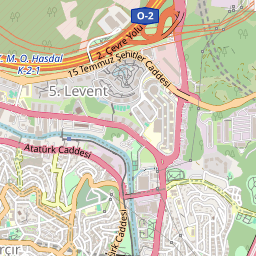 O-2
2. Çevre Yolu
15 Temmuz Şehitler Caddesi
. M. O. Hasdal
K-2-1
5. Levent
Atatürk Caddesi
Caddesi